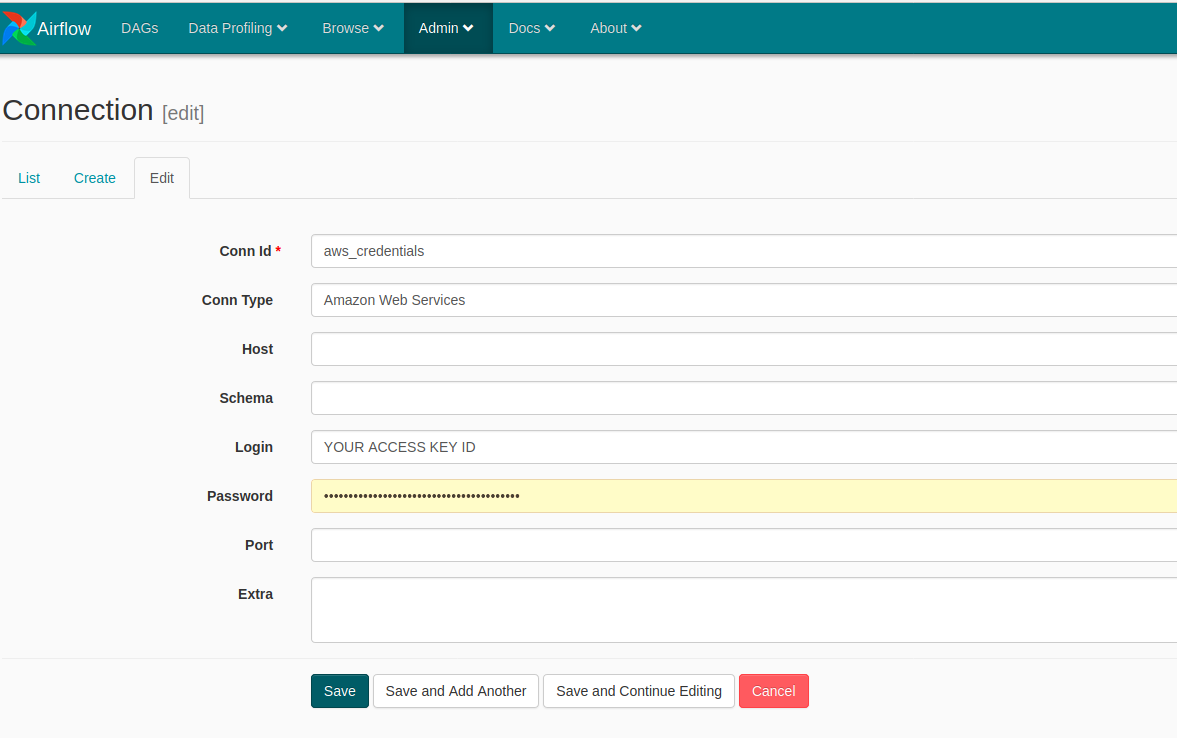 Airflow DAGs Data Profiling Browse Admin Docs About
Connection [edit]
List Create Edit
Conn Id * aws_credentials
Conn Type Amazon Web Services
Host
Schema
Login YOUR ACCESS KEY ID
Password ••••••••••••••••••••••••••••••••••••••••
Port
Extra
Save Save and Add Another Save and Continue Editing Cancel